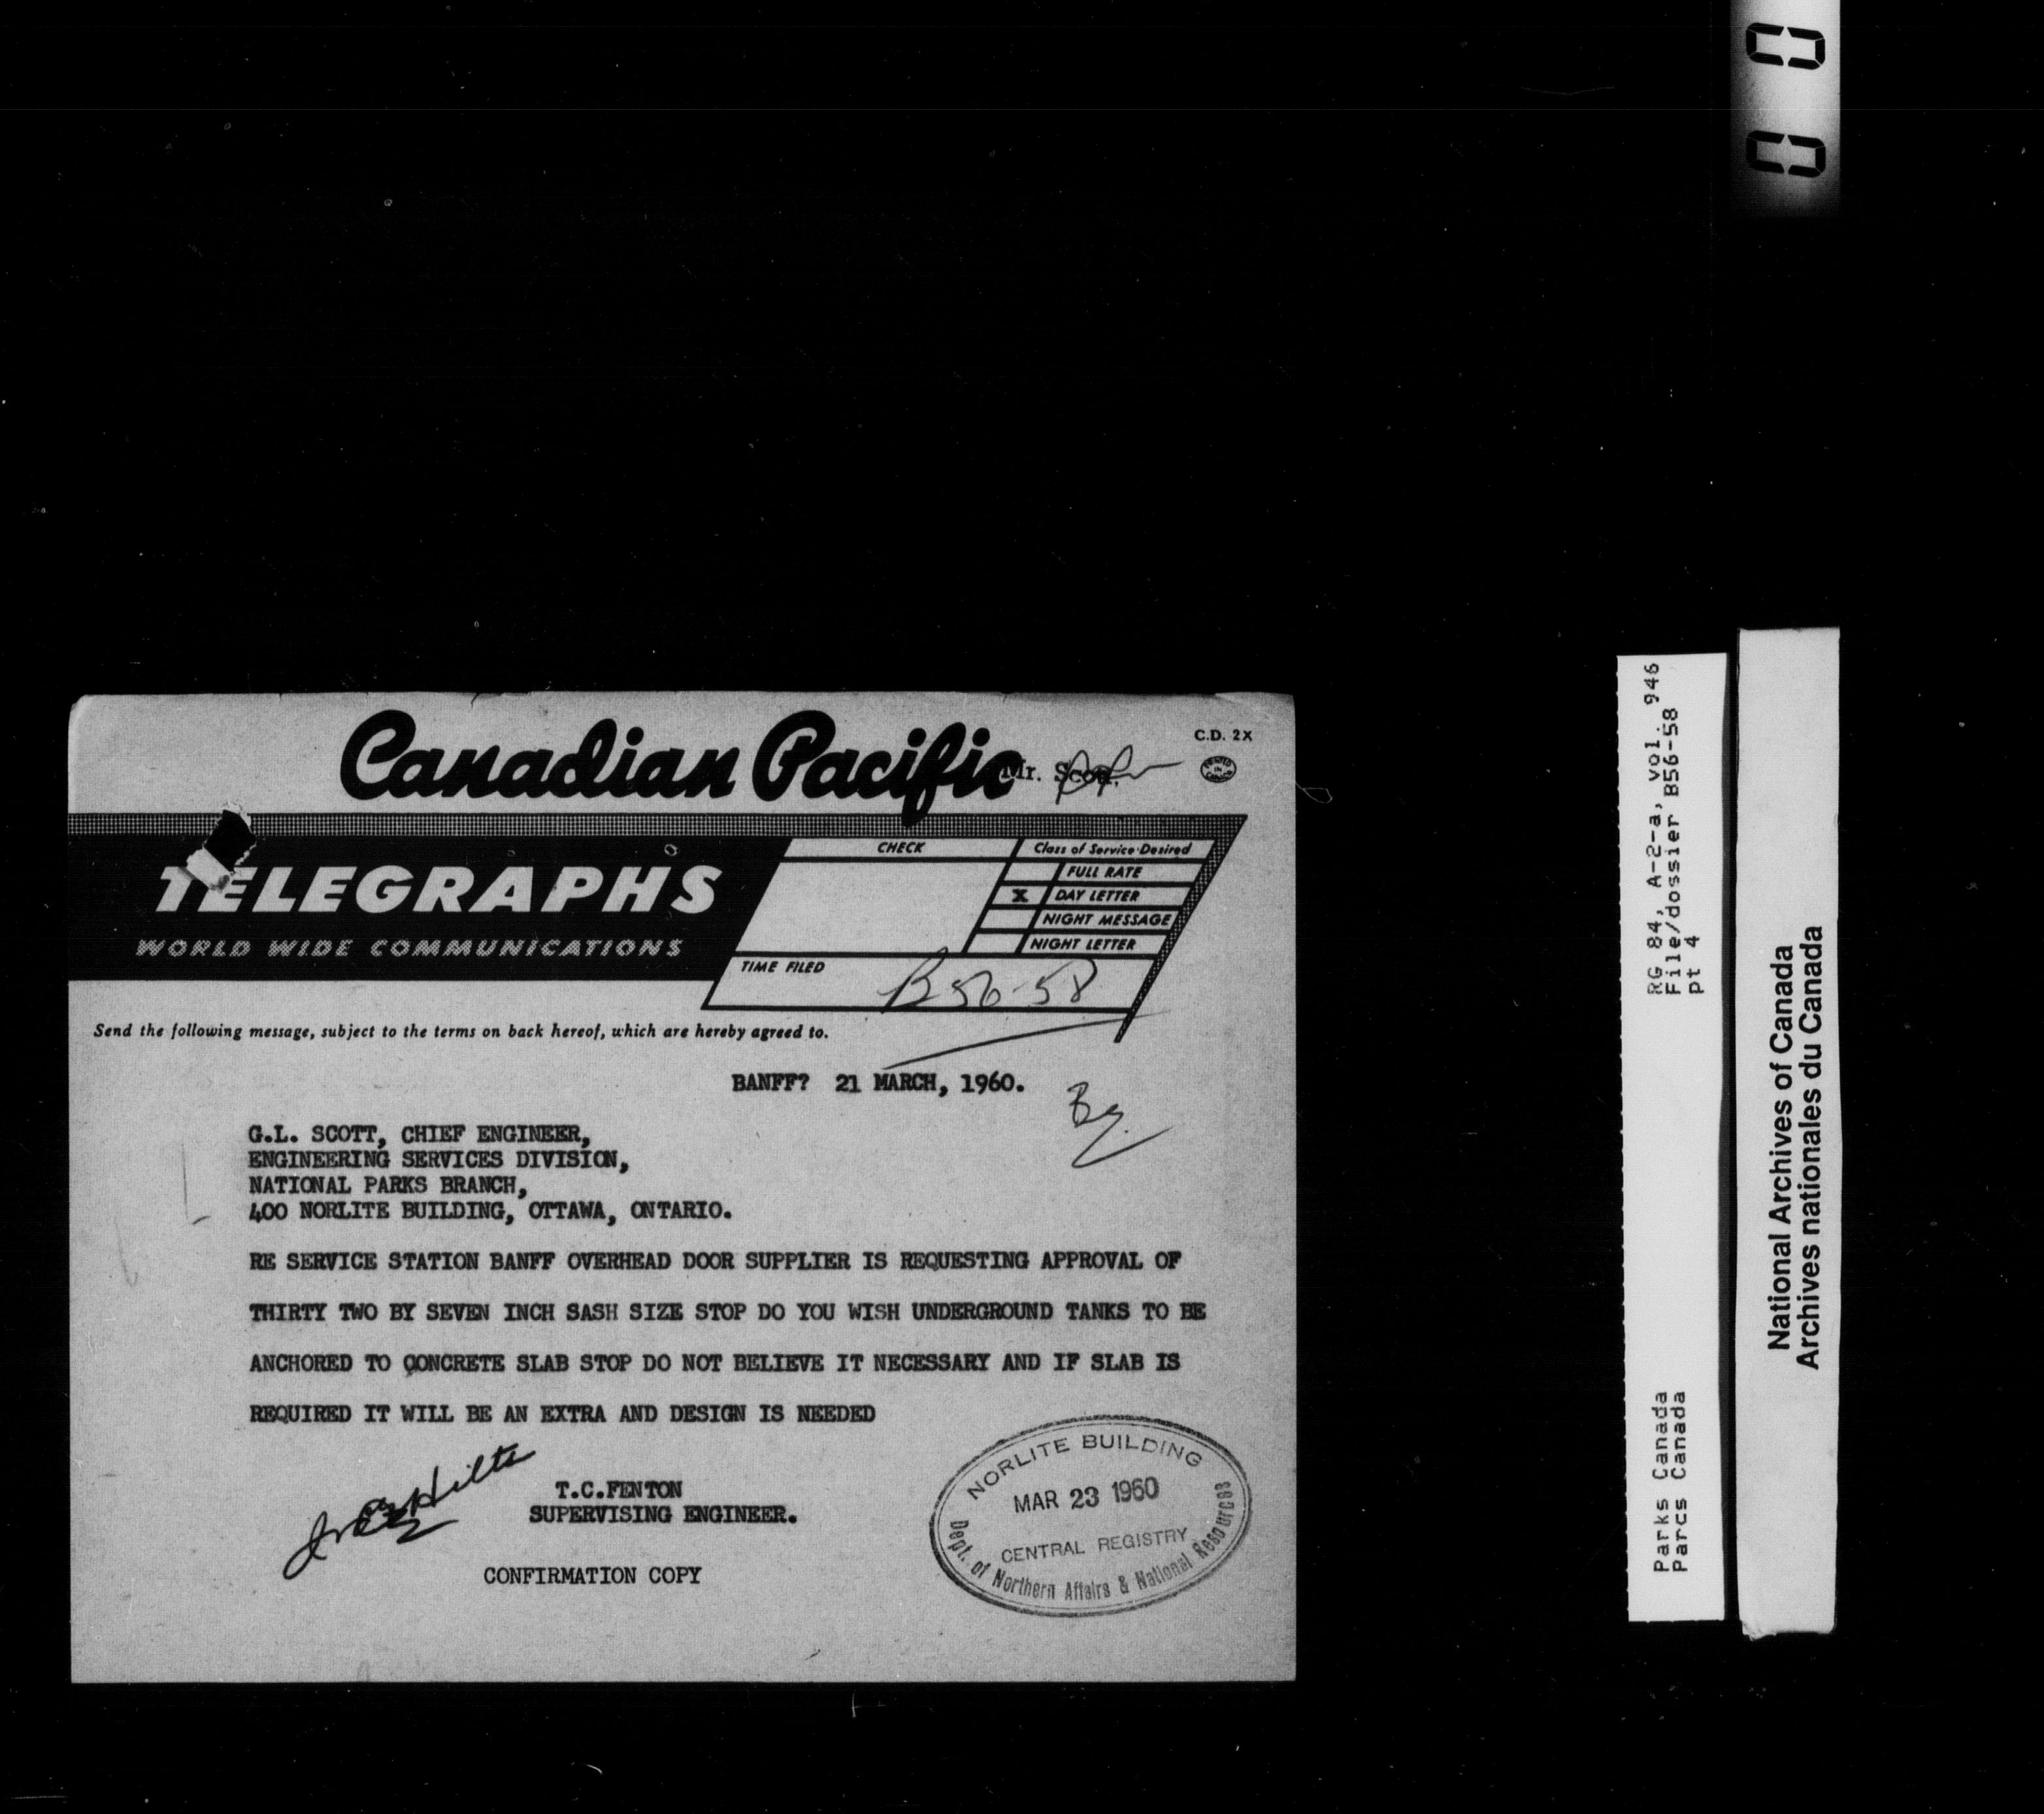 0 0
Canadian Pacific
Mr. Scott.
C.D. 2X
TELEGRAPHS
WORLD WIDE COMMUNICATIONS
CHECK
Class of Service Desired
FULL RATE
X DAY LETTER
NIGHT MESSAGE
NIGHT LETTER
TIME FILED
B56-58
Send the following message, subject to the terms on back hereof, which are hereby agreed to.
BANFF? 21 MARCH, 1960.
G.L. SCOTT, CHIEF ENGINEER,
ENGINEERING SERVICES DIVISION,
NATIONAL PARKS BRANCH,
400 NORLITE BUILDING, OTTAWA, ONTARIO.
RE SERVICE STATION BANFF OVERHEAD DOOR SUPPLIER IS REQUESTING APPROVAL OF
THIRTY TWO BY SEVEN INCH SASH SIZE STOP DO YOU WISH UNDERGROUND TANKS TO BE
ANCHORED TO CONCRETE SLAB STOP DO NOT BELIEVE IT NECESSARY AND IF SLAB IS
REQUIRED IT WILL BE AN EXTRA AND DESIGN IS NEEDED
T.C.FENTON
SUPERVISING ENGINEER.
CONFIRMATION COPY
NORLITE BUILDING
MAR 23 1960
CENTRAL REGISTRY
Dept. of Northern Affairs & National Resources
RG 84, A-2-a, vol. 946
File/dossier B56-58
pt 4
Parks Canada
Parcs Canada
National Archives of Canada
Archives nationales du Canada